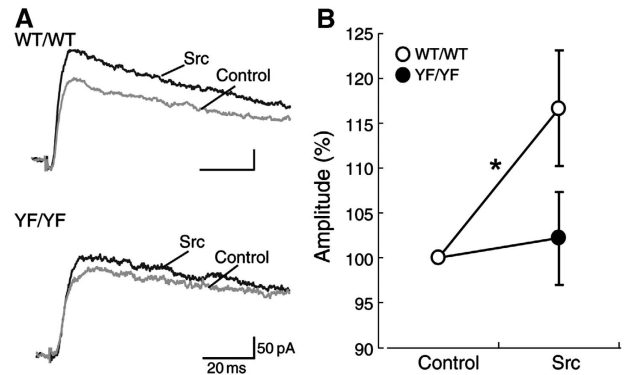 A
WT/WT
Src
Control
YF/YF
Src
Control
50 pA
20 ms
B
125
120
115
110
105
100
95
90
Amplitude (%)
WT/WT
YF/YF
*
Control
Src